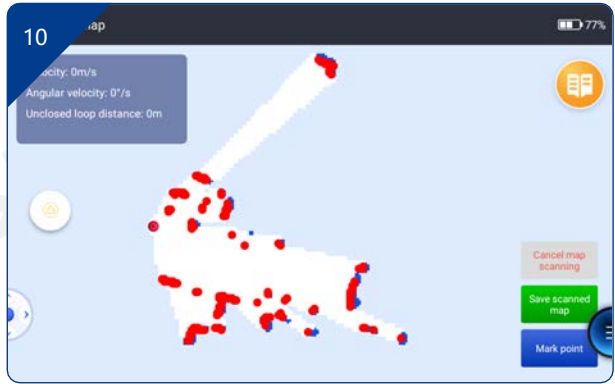 10
ap
77%
ocity: 0m/s
Angular velocity: 0°/s
Unclosed loop distance: 0m
Cancel map
scanning
Save scanned
map
Mark point